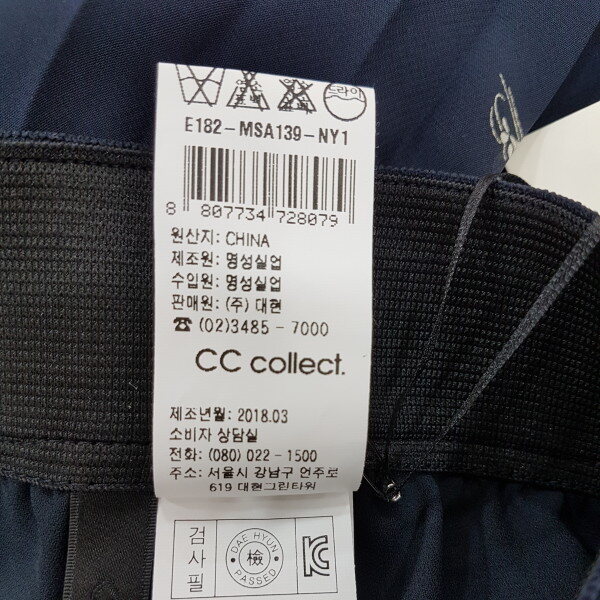 드라이
E182-MSA139-NY1
8 807734 728079
원산지: CHINA
제조원: 명성실업
수입원: 명성실업
판매원: (주) 대현
☎ (02)3485 - 7000
CC collect.
제조년월: 2018.03
소비자 상담실
전화: (080) 022 - 1500
주소: 서울시 강남구 언주로
619 대현그린타워
검사필
DAE HYUN
檢
PASSED